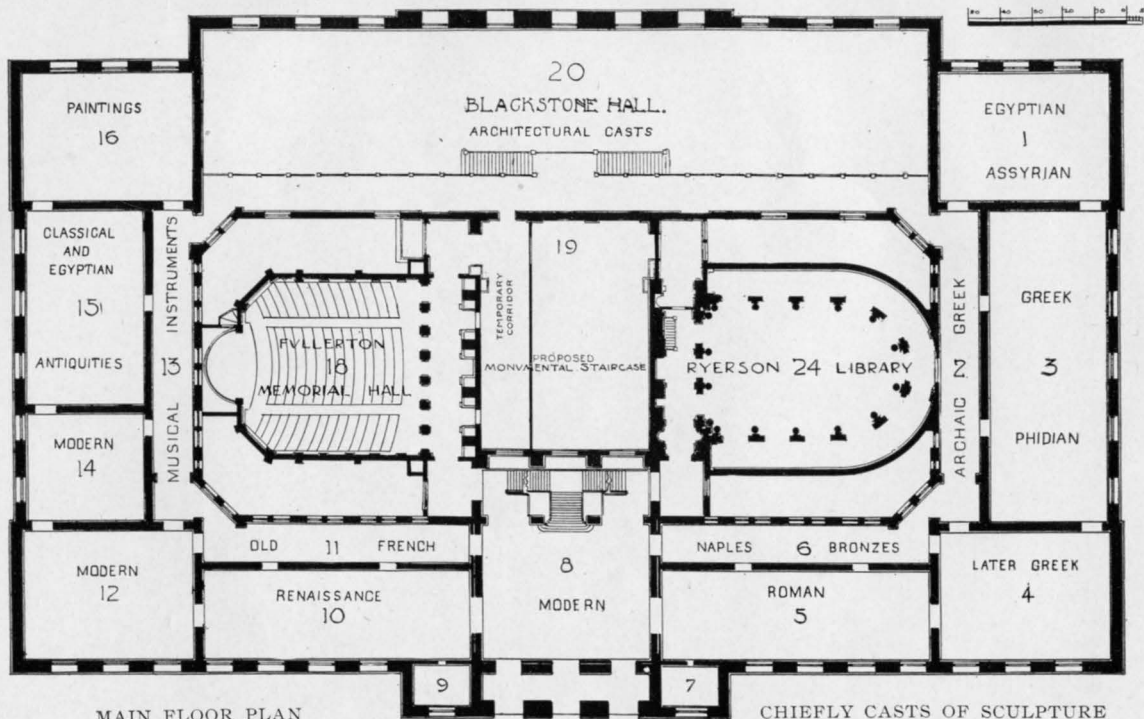 20
BLACKSTONE HALL.
ARCHITECTURAL CASTS
PAINTINGS
16
EGYPTIAN
1
ASSYRIAN
CLASSICAL
AND
EGYPTIAN
15
ANTIQUITIES
MUSICAL 13 INSTRUMENTS
FVLLERTON
18
MEMORIAL HALL
TEMPORARY
CORRIDOR
19
PROPOSED
MONVMENTAL STAIRCASE
RYERSON 24 LIBRARY
ARCHAIC 2 GREEK
GREEK
3
PHIDIAN
MODERN
14
MODERN
12
OLD 11 FRENCH
RENAISSANCE
10
8
MODERN
NAPLES 6 BRONZES
ROMAN
5
LATER GREEK
4
9
7
MAIN FLOOR PLAN
CHIEFLY CASTS OF SCULPTURE